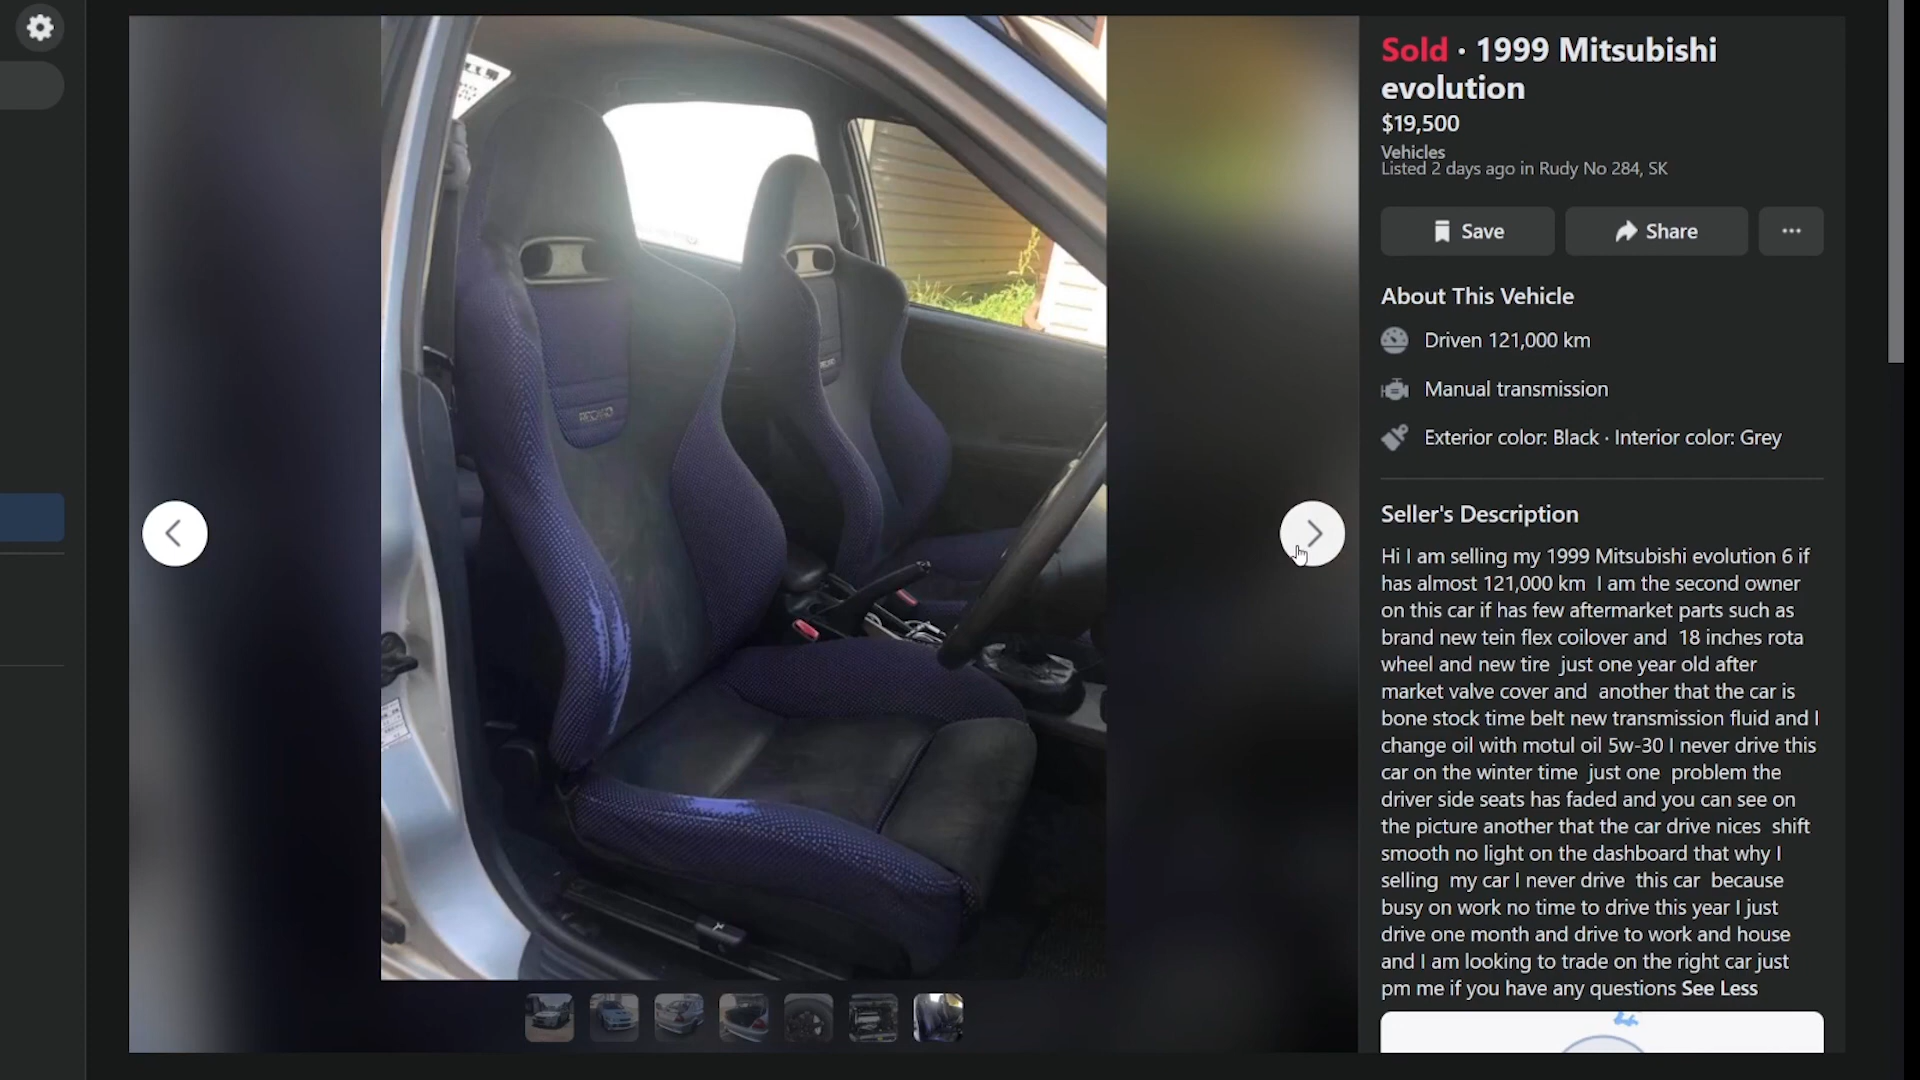 Sold · 1999 Mitsubishi
evolution
$19,500
Vehicles
Listed 2 days ago in Rudy No 284, SK
Save
Share
About This Vehicle
Driven 121,000 km
Manual transmission
Exterior color: Black · Interior color: Grey
Seller's Description
Hi I am selling my 1999 Mitsubishi evolution 6 if
has almost 121,000 km I am the second owner
on this car if has few aftermarket parts such as
brand new tein flex coilover and 18 inches rota
wheel and new tire just one year old after
market valve cover and another that the car is
bone stock time belt new transmission fluid and I
change oil with motul oil 5w-30 I never drive this
car on the winter time just one problem the
driver side seats has faded and you can see on
the picture another that the car drive nices shift
smooth no light on the dashboard that why I
selling my car I never drive this car because
busy on work no time to drive this year I just
drive one month and drive to work and house
and I am looking to trade on the right car just
pm me if you have any questions See Less
RECARO
RECARO